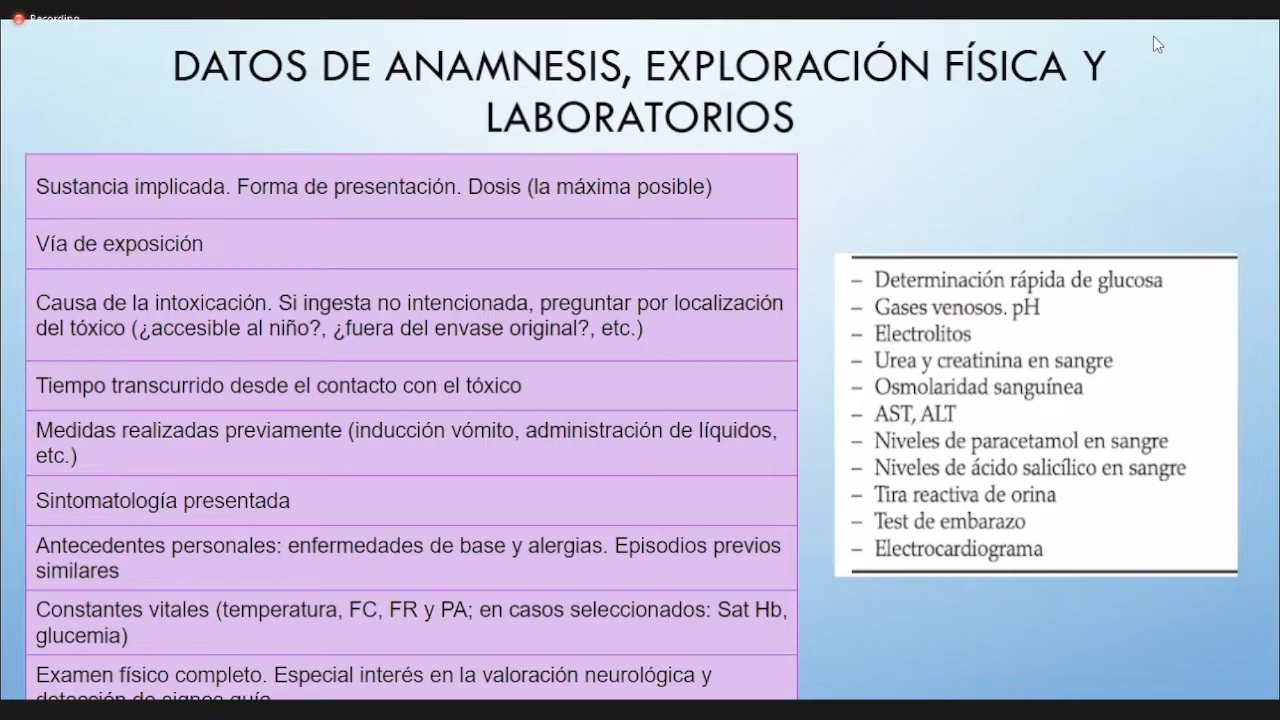 Recording
DATOS DE ANAMNESIS, EXPLORACIÓN FÍSICA Y
LABORATORIOS
Sustancia implicada. Forma de presentación. Dosis (la máxima posible)
Vía de exposición
Causa de la intoxicación. Si ingesta no intencionada, preguntar por localización
del tóxico (¿accesible al niño?, ¿fuera del envase original?, etc.)
Tiempo transcurrido desde el contacto con el tóxico
Medidas realizadas previamente (inducción vómito, administración de líquidos,
etc.)
Sintomatología presentada
Antecedentes personales: enfermedades de base y alergias. Episodios previos
similares
Constantes vitales (temperatura, FC, FR y PA; en casos seleccionados: Sat Hb,
glucemia)
Examen físico completo. Especial interés en la valoración neurológica y
detección de signos guía
– Determinación rápida de glucosa
– Gases venosos. pH
– Electrolitos
– Urea y creatinina en sangre
– Osmolaridad sanguínea
– AST, ALT
– Niveles de paracetamol en sangre
– Niveles de ácido salicílico en sangre
– Tira reactiva de orina
– Test de embarazo
– Electrocardiograma